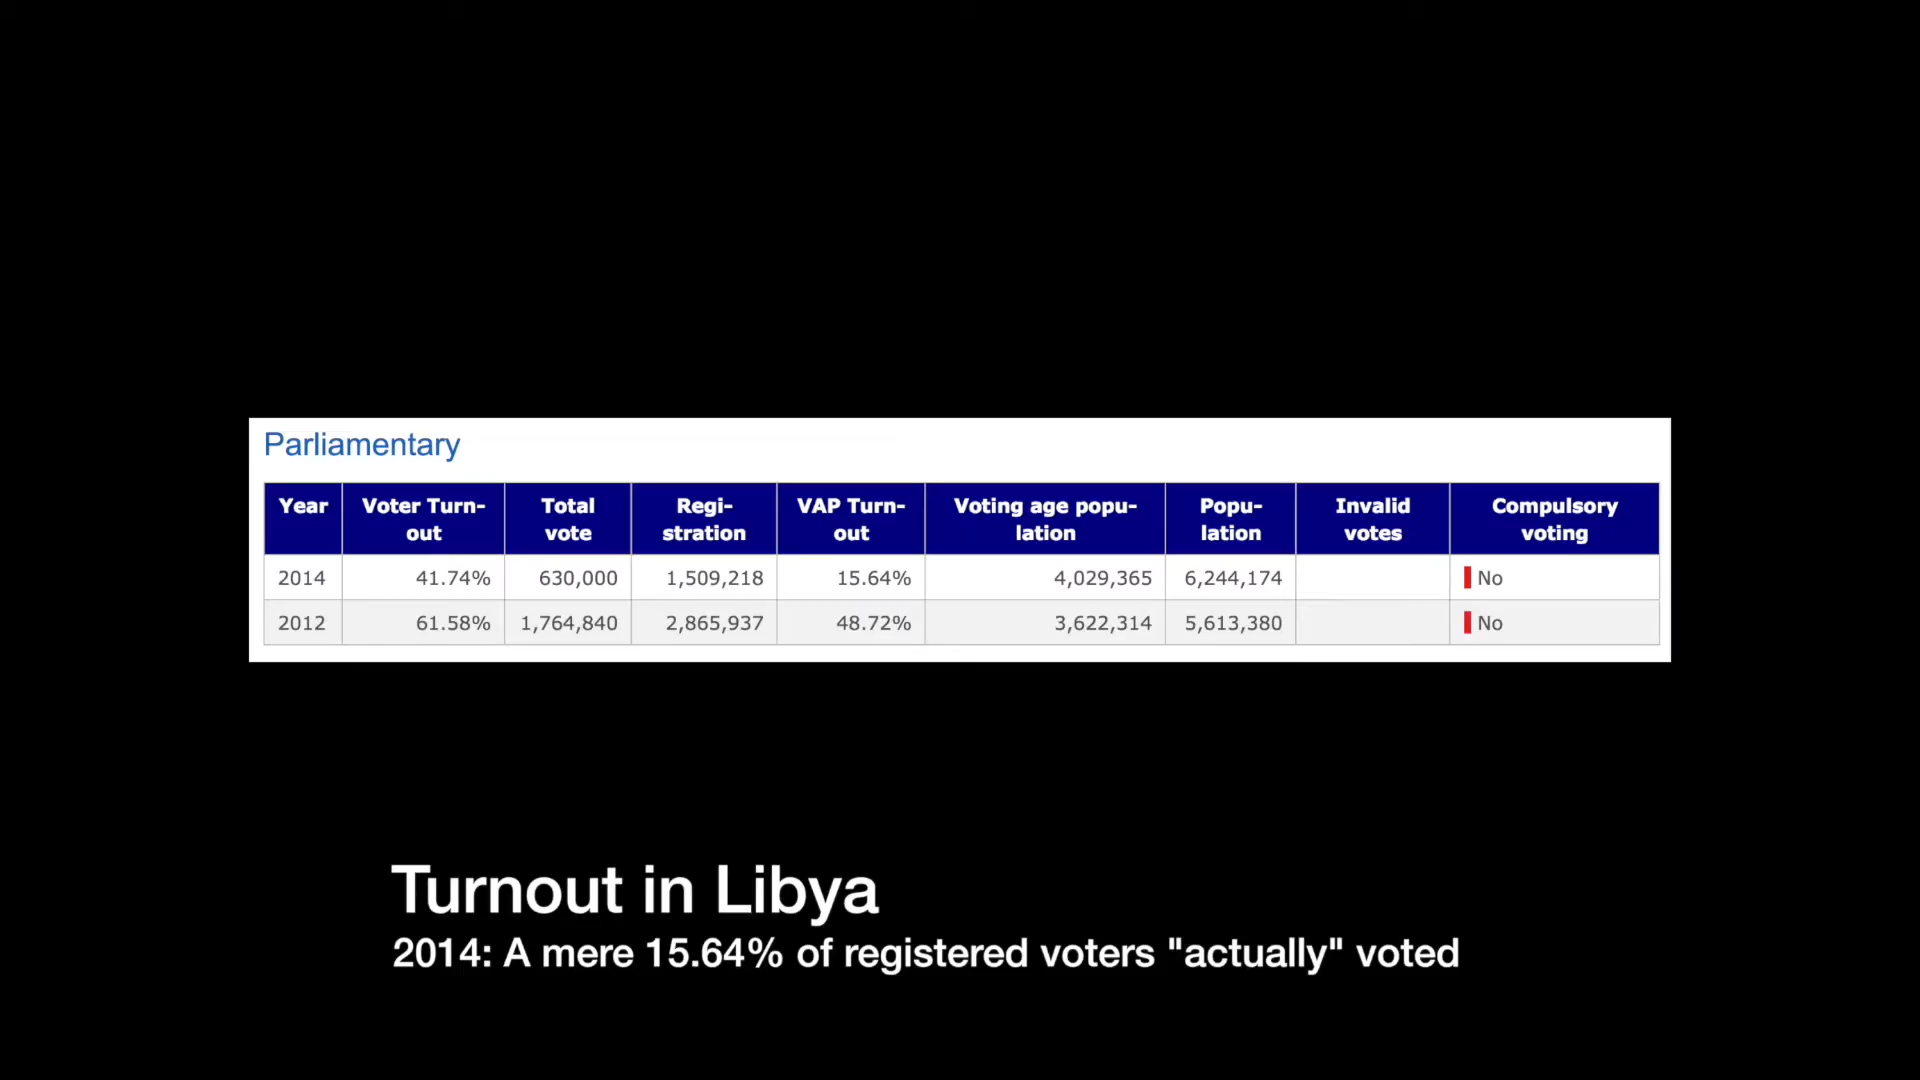 Parliamentary
Year Voter Turn- Total Regi- VAP Turn- Voting age popu- Popu- Invalid Compulsory
out vote stration out lation lation votes voting
2014 41.74% 630,000 1,509,218 15.64% 4,029,365 6,244,174 No
2012 61.58% 1,764,840 2,865,937 48.72% 3,622,314 5,613,380 No
Turnout in Libya
2014: A mere 15.64% of registered voters "actually" voted